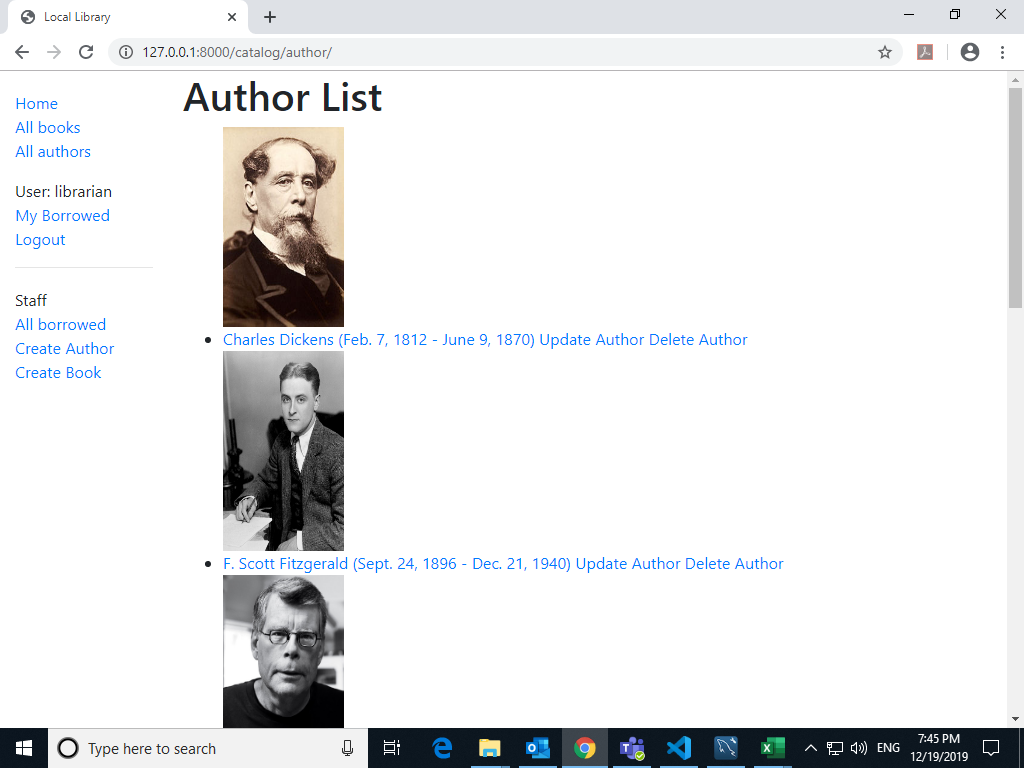 Local Library
127.0.0.1:8000/catalog/author/
Home
All books
All authors
User: librarian
My Borrowed
Logout
Staff
All borrowed
Create Author
Create Book
Author List
Charles Dickens (Feb. 7, 1812 - June 9, 1870) Update Author Delete Author
F. Scott Fitzgerald (Sept. 24, 1896 - Dec. 21, 1940) Update Author Delete Author
Type here to search
ENG
7:45 PM
12/19/2019